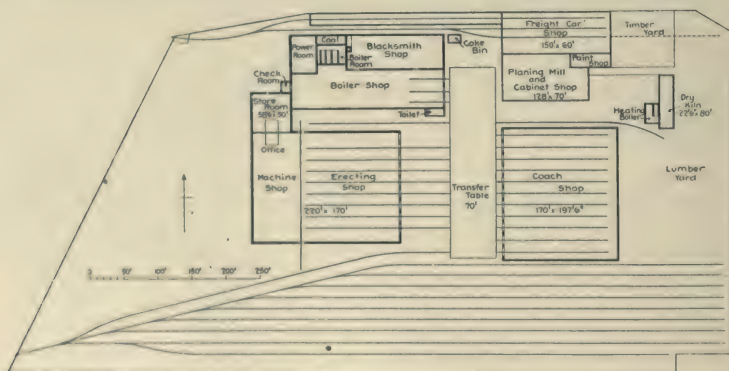 Freight Car
Shop
150' x 60'
Timber
Yard
Power
Room
Coal
Boiler
Room
Blacksmith
Shop
Coke
Bin
Paint
Shop
Check
Room
Boiler Shop
Planing Mill
and
Cabinet Shop
128' x 70'
Store
Room
Toilet
Heating
Boiler
Dry
Kiln
22'6" x 80'
Office
Machine
Shop
Erecting
Shop
220' x 170'
Transfer
Table
70'
Coach
Shop
170' x 197'6"
Lumber
Yard
0 50' 100' 150' 200' 250'